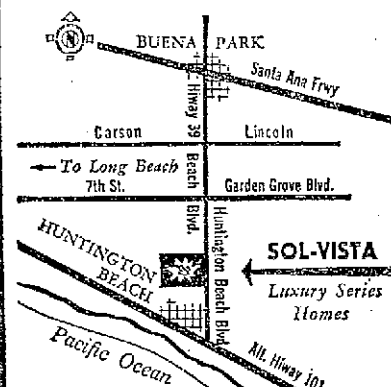 N
BUENA PARK
Santa Ana Frwy
Hiway 39
Carson Lincoln
To Long Beach
7th St. Garden Grove Blvd.
Beach Blvd.
Huntington Beach Blvd.
HUNTINGTON BEACH
SOL-VISTA
Luxury Series
Homes
Alt. Hiway 101
Pacific Ocean